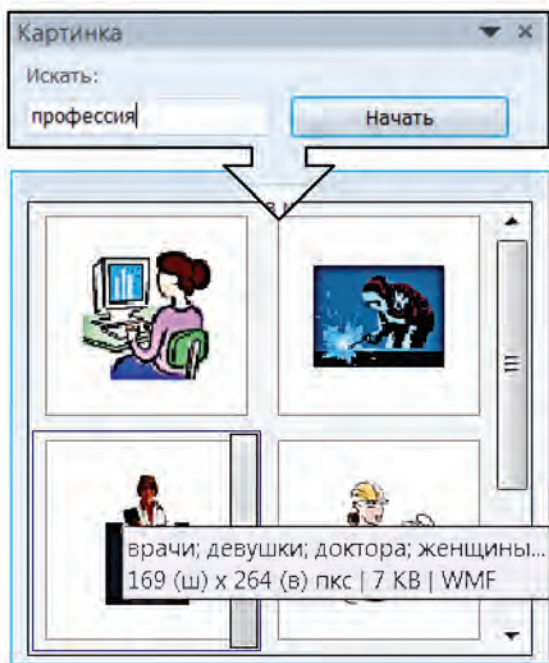 Картинка
Искать:
профессия
Начать
врачи; девушки; доктора; женщины...
169 (ш) x 264 (в) пкс | 7 KB | WMF